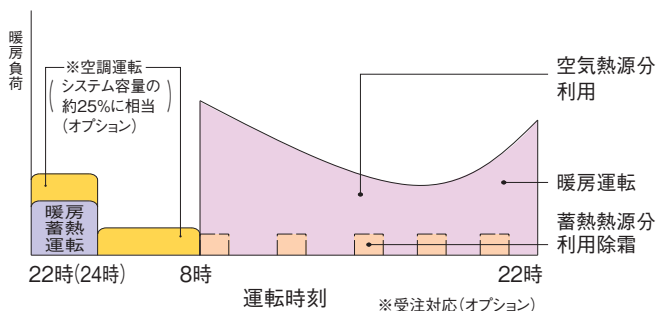 暖房負荷
※空調運転
システム容量の
約25%に相当
(オプション)
空気熱源分
利用
暖房運転
蓄熱熱源分
利用除霜
暖房
蓄熱
運転
22時(24時)
8時
22時
運転時刻
※受注対応(オプション)